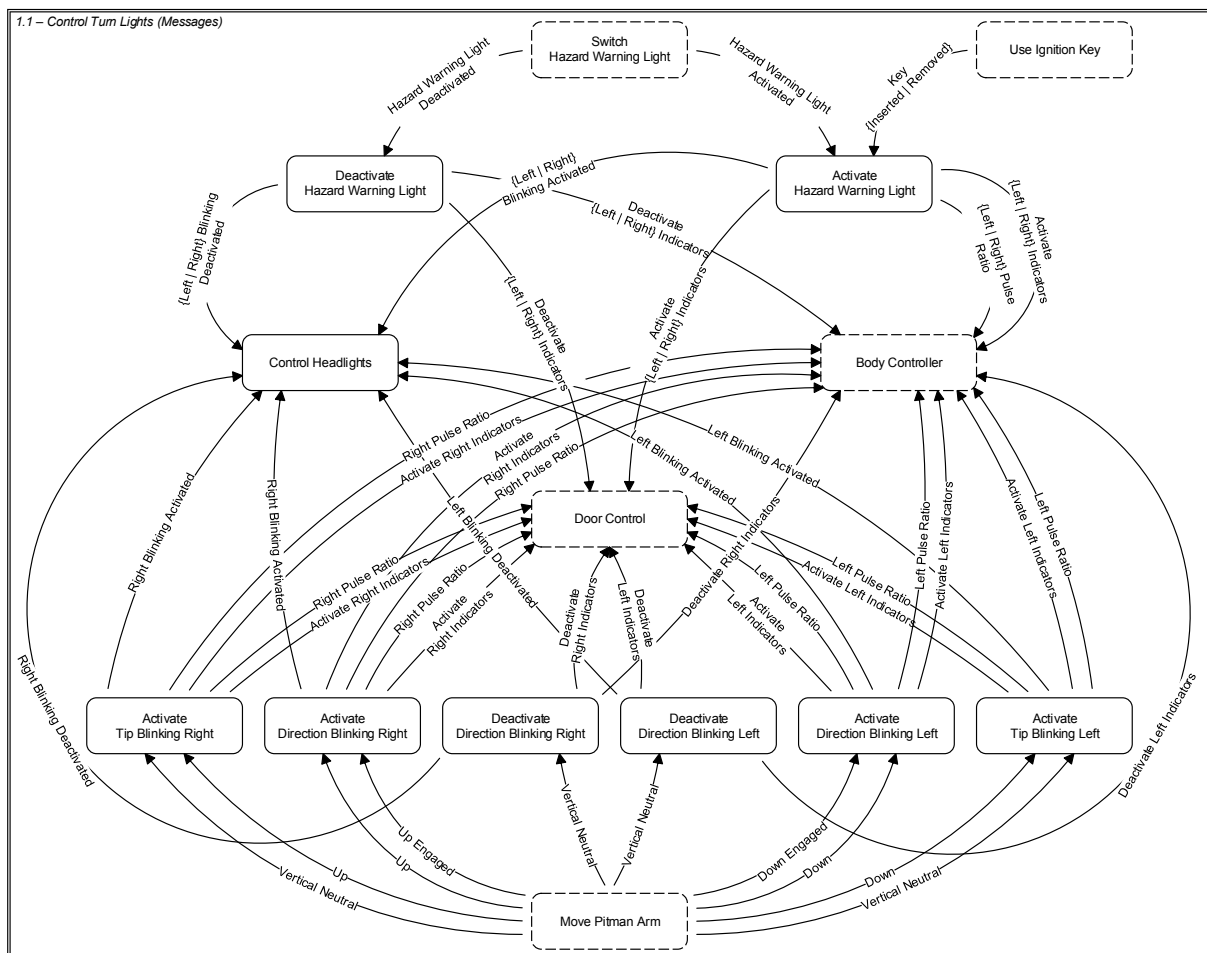 1.1 – Control Turn Lights (Messages)
Switch
Hazard Warning Light
Use Ignition Key
Hazard Warning Light
Deactivated
Hazard Warning Light
Activated
Key
{Inserted | Removed}
Deactivate
Hazard Warning Light
Activate
Hazard Warning Light
{Left | Right}
Blinking Activated
{Left | Right} Blinking
Deactivated
Deactivate
{Left | Right} Indicators
Deactivate
{Left | Right} Indicators
Activate
{Left | Right} Indicators
{Left | Right} Pulse
Ratio
Activate
{Left | Right} Indicators
Control Headlights
Body Controller
Door Control
Right Blinking Activated
Right Blinking Activated
Right Pulse Ratio
Activate Right Indicators
Activate
Right Indicators
Right Pulse Ratio
Left Blinking Deactivated
Left Blinking Activated
Left Blinking Activated
Right Pulse Ratio
Activate Right Indicators
Right Pulse Ratio
Activate
Right Indicators
Deactivate
Right Indicators
Deactivate
Left Indicators
Deactivate Right Indicators
Activate
Left Indicators
Left Pulse Ratio
Left Pulse Ratio
Activate Left Indicators
Left Pulse Ratio
Activate Left Indicators
Activate Left Indicators
Left Pulse Ratio
Right Blinking Deactivated
Deactivate Left Indicators
Activate
Tip Blinking Right
Activate
Direction Blinking Right
Deactivate
Direction Blinking Right
Deactivate
Direction Blinking Left
Activate
Direction Blinking Left
Activate
Tip Blinking Left
Vertical Neutral
Up
Up
Up Engaged
Vertical Neutral
Vertical Neutral
Down Engaged
Down
Down
Vertical Neutral
Move Pitman Arm